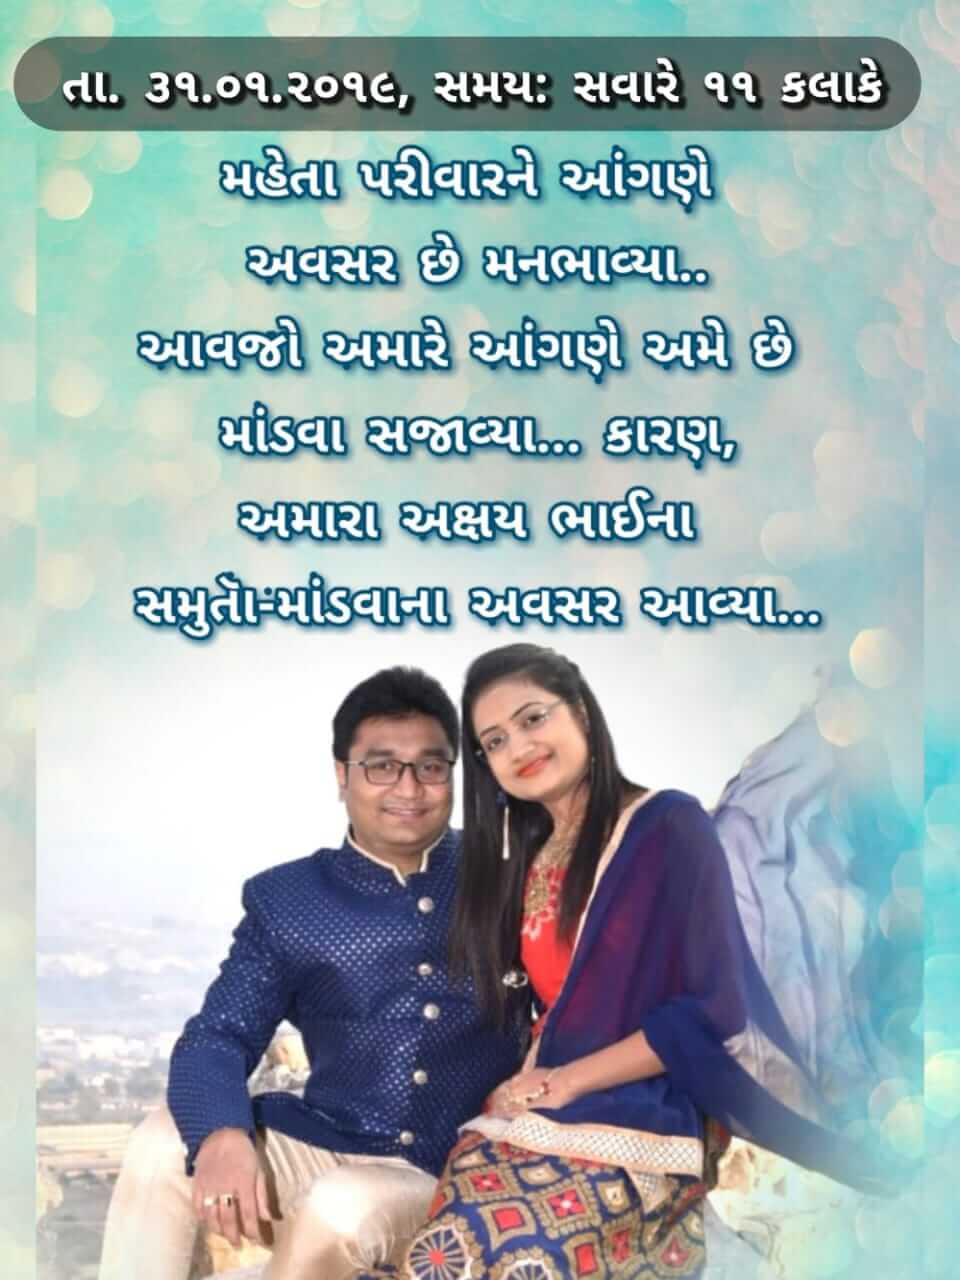 તા. ૩૧.૦૧.૨૦૧૯, સમય: સવારે ૧૧ કલાકે
મહેતા પરીવારને આંગણે
અવસર છે મનભાવ્યા..
આવજો અમારે આંગણે અમે છે
માંડવા સજાવ્યા... કારણ,
અમારા અક્ષય ભાઈના
સમુર્તો-માંડવાના અવસર આવ્યા...